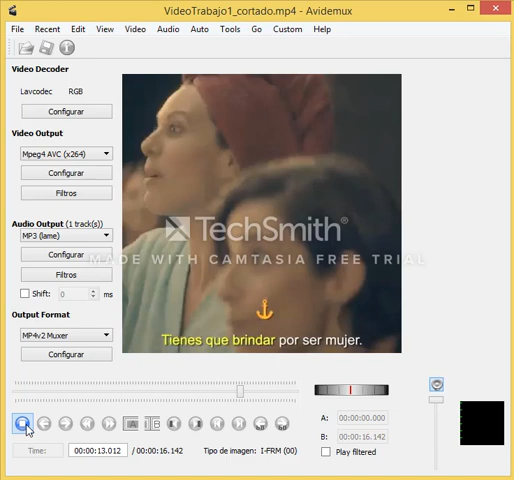 VideoTrabajo1_cortado.mp4 - Avidemux
File Recent Edit View Video Audio Auto Tools Go Custom Help
Video Decoder
Lavcodec RGB
Configurar
Video Output
Mpeg4 AVC (x264)
Configurar
Filtros
Audio Output (1 track(s))
MP3 (lame)
Configurar
Filtros
Shift: 0 ms
Output Format
MP4v2 Muxer
Configurar
TechSmith®
MADE WITH CAMTASIA FREE TRIAL
Tienes que brindar por ser mujer.
A B
A: 00:00:00.000
B: 00:00:16.142
Time: 00:00:13.012 / 00:00:16.142 Tipo de imagen: I-FRM (00)
Play filtered